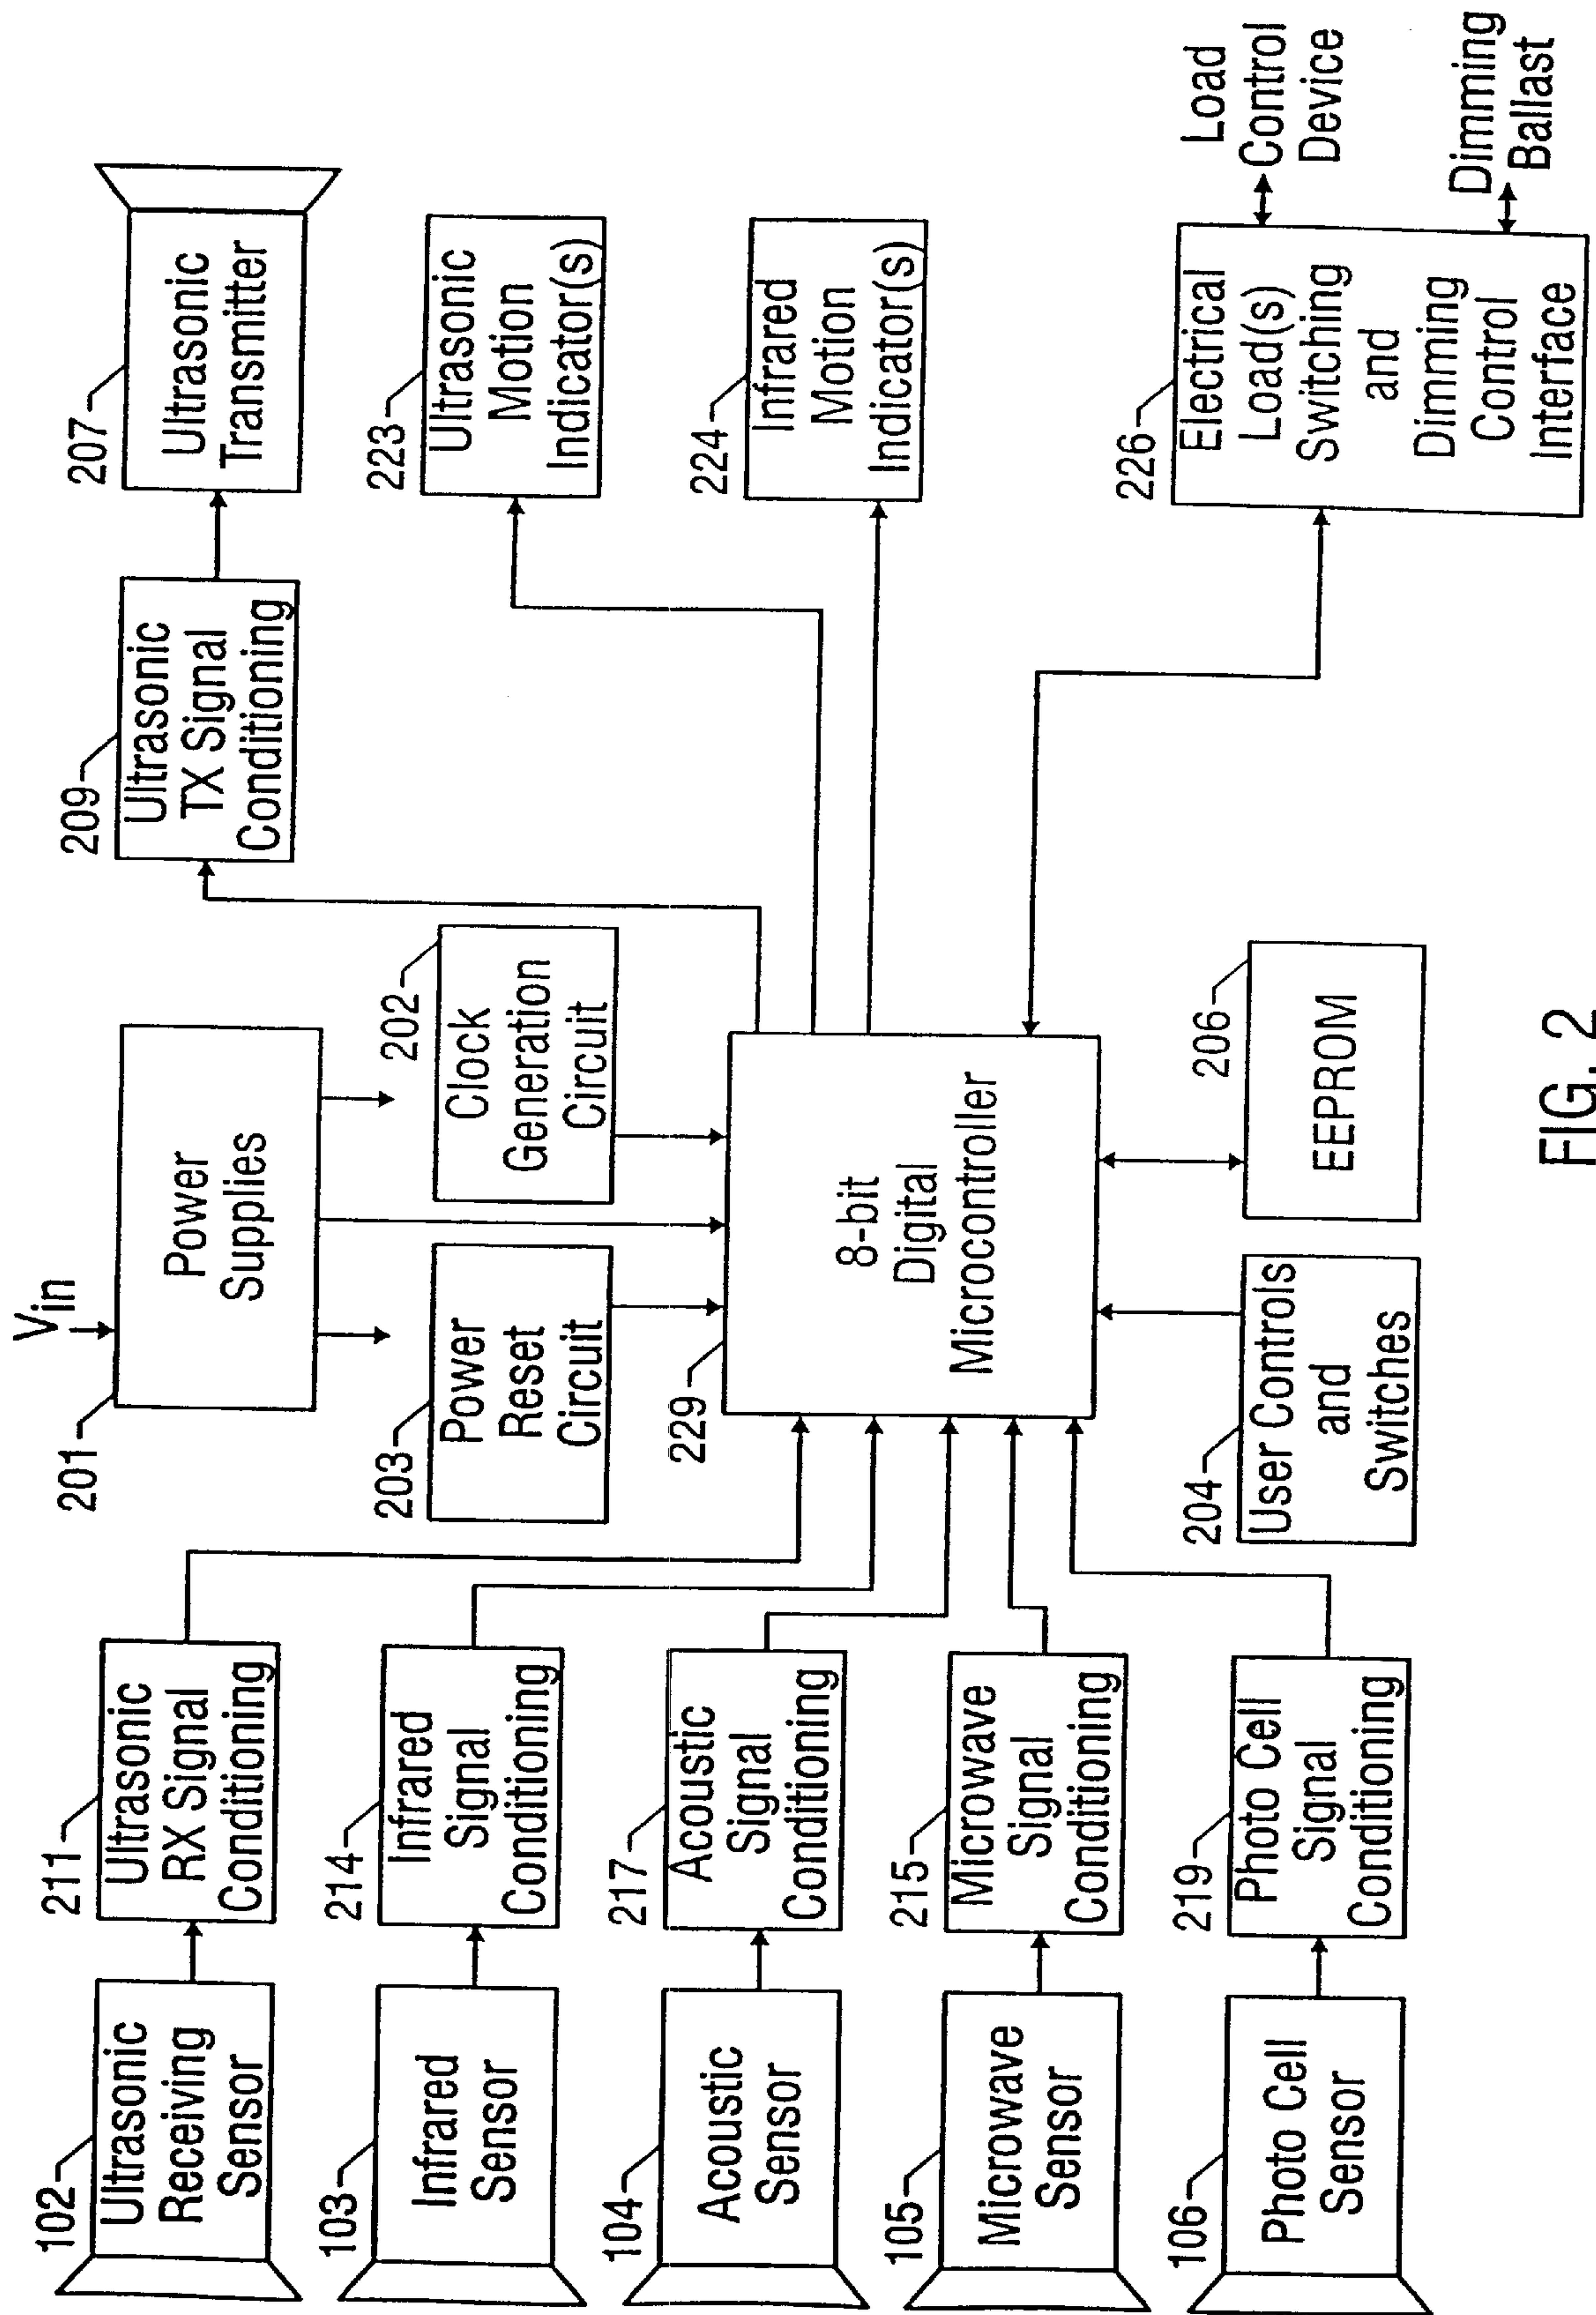 Vin
201
Power
Supplies
202
Clock
Generation
Circuit
203
Power
Reset
Circuit
229
8-bit
Digital
Microcontroller
204
User Controls
and
Switches
206
EEPROM
102
Ultrasonic
Receiving
Sensor
211
Ultrasonic
RX Signal
Conditioning
103
Infrared
Sensor
214
Infrared
Signal
Conditioning
104
Acoustic
Sensor
217
Acoustic
Signal
Conditioning
105
Microwave
Sensor
215
Microwave
Signal
Conditioning
106
Photo Cell
Sensor
219
Photo Cell
Signal
Conditioning
209
Ultrasonic
TX Signal
Conditioning
207
Ultrasonic
Transmitter
223
Ultrasonic
Motion
Indicator(s)
224
Infrared
Motion
Indicator(s)
226
Electrical
Load(s)
Switching
and
Dimming
Control
Interface
Load
Control
Device
Dimming
Ballast
FIG. 2